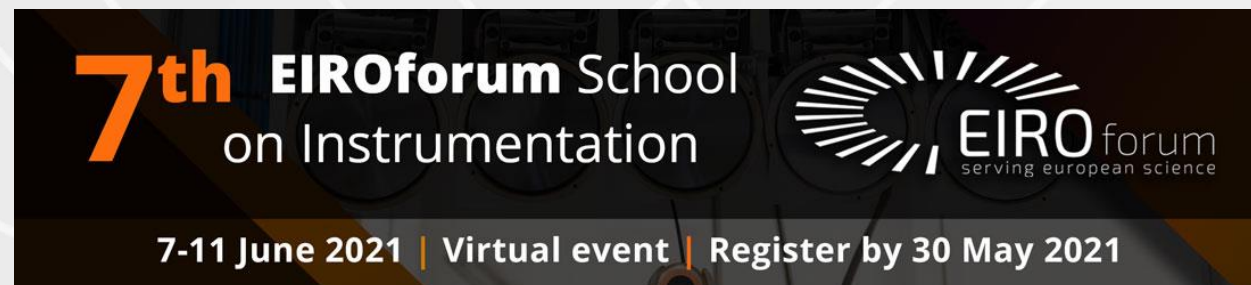 7th EIROforum School
on Instrumentation
EIROforum
serving european science
7-11 June 2021 | Virtual event | Register by 30 May 2021